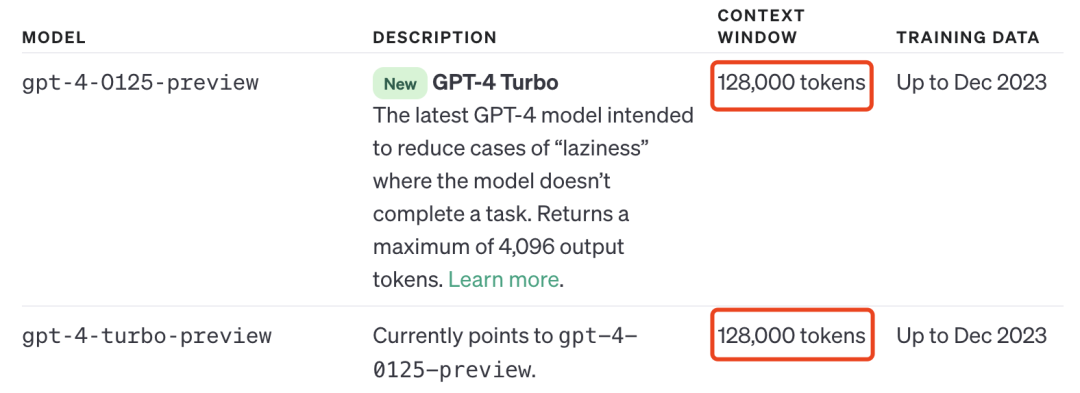 MODEL DESCRIPTION CONTEXT WINDOW TRAINING DATA
gpt-4-0125-preview New GPT-4 Turbo 128,000 tokens Up to Dec 2023
The latest GPT-4 model intended
to reduce cases of “laziness”
where the model doesn’t
complete a task. Returns a
maximum of 4,096 output
tokens. Learn more.
gpt-4-turbo-preview Currently points to gpt-4- 128,000 tokens Up to Dec 2023
0125-preview.